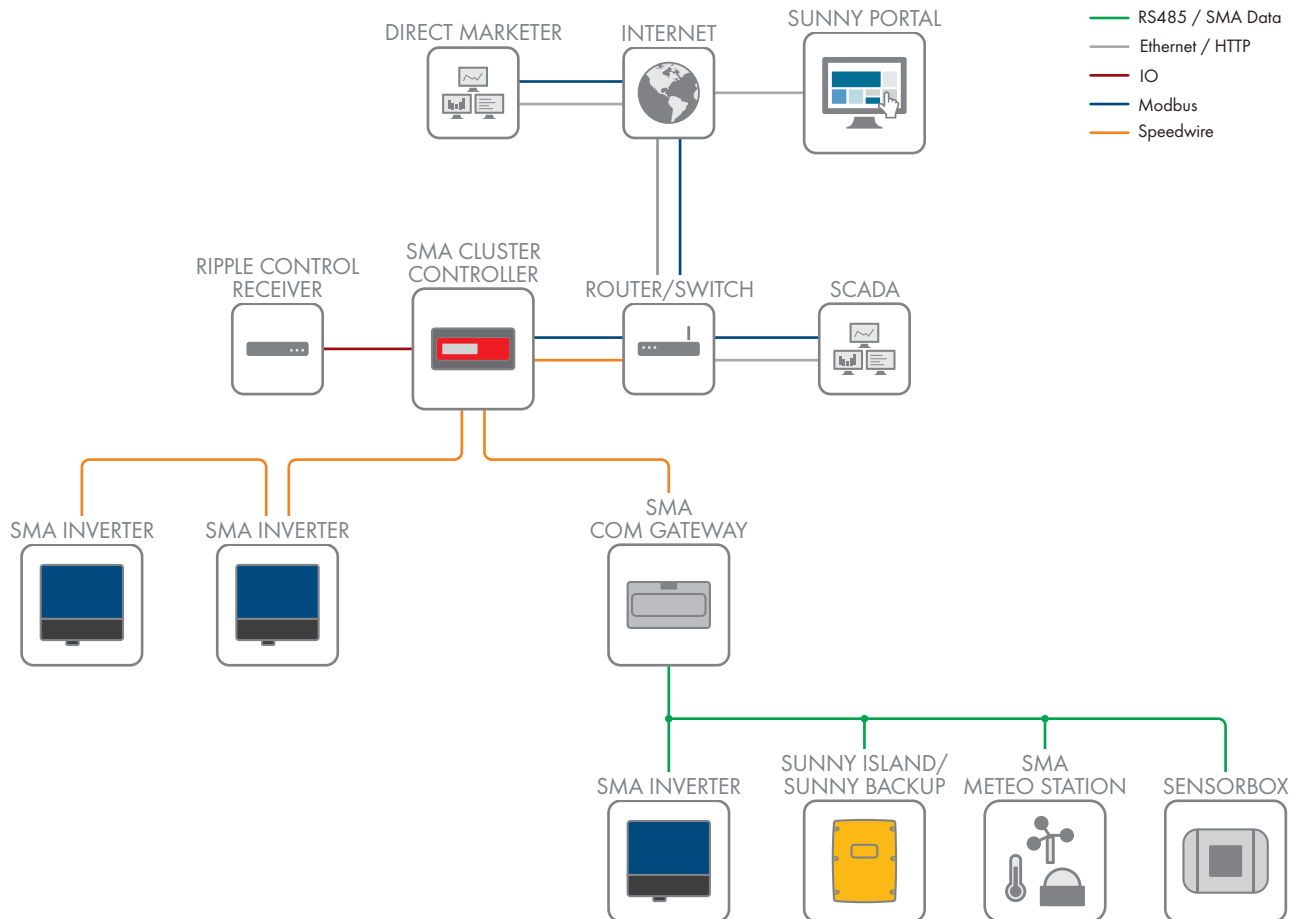 DIRECT MARKETER
INTERNET
SUNNY PORTAL
RS485 / SMA Data
Ethernet / HTTP
IO
Modbus
Speedwire
RIPPLE CONTROL
RECEIVER
SMA CLUSTER
CONTROLLER
ROUTER/SWITCH
SCADA
SMA INVERTER
SMA INVERTER
SMA
COM GATEWAY
SMA INVERTER
SUNNY ISLAND/
SUNNY BACKUP
SMA
METEO STATION
SENSORBOX